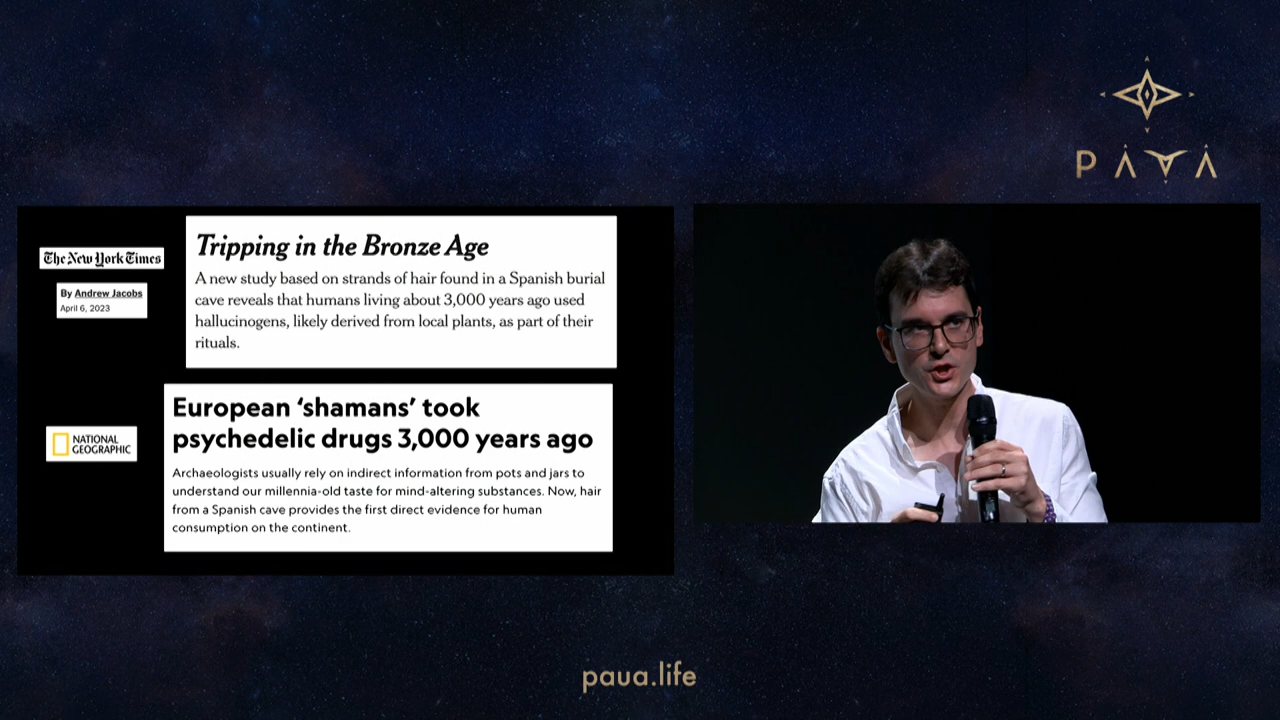 PAUA
The New York Times
By Andrew Jacobs
April 6, 2023
Tripping in the Bronze Age
A new study based on strands of hair found in a Spanish burial
cave reveals that humans living about 3,000 years ago used
hallucinogens, likely derived from local plants, as part of their
rituals.
NATIONAL
GEOGRAPHIC
European ‘shamans’ took
psychedelic drugs 3,000 years ago
Archaeologists usually rely on indirect information from pots and jars to
understand our millennia-old taste for mind-altering substances. Now, hair
from a Spanish cave provides the first direct evidence for human
consumption on the continent.
paua.life